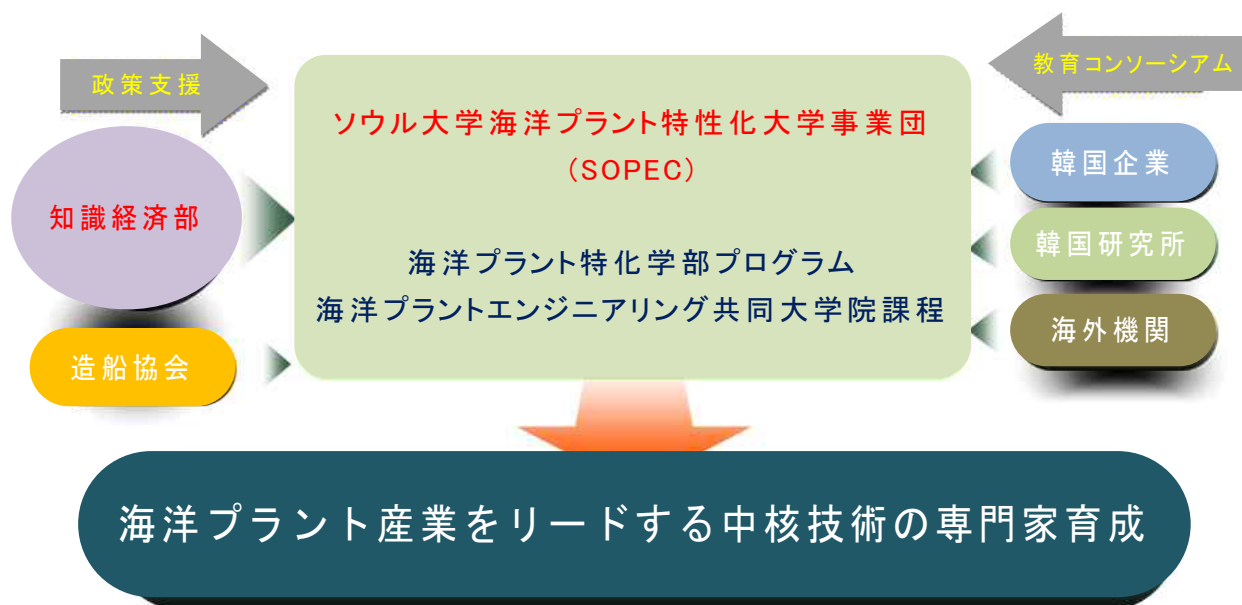 政策支援
教育コンソーシアム
ソウル大学海洋プラント特性化大学事業団
（SOPEC）
知識経済部
造船協会
海洋プラント特化学部プログラム
海洋プラントエンジニアリング共同大学院課程
韓国企業
韓国研究所
海外機関
海洋プラント産業をリードする中核技術の専門家育成